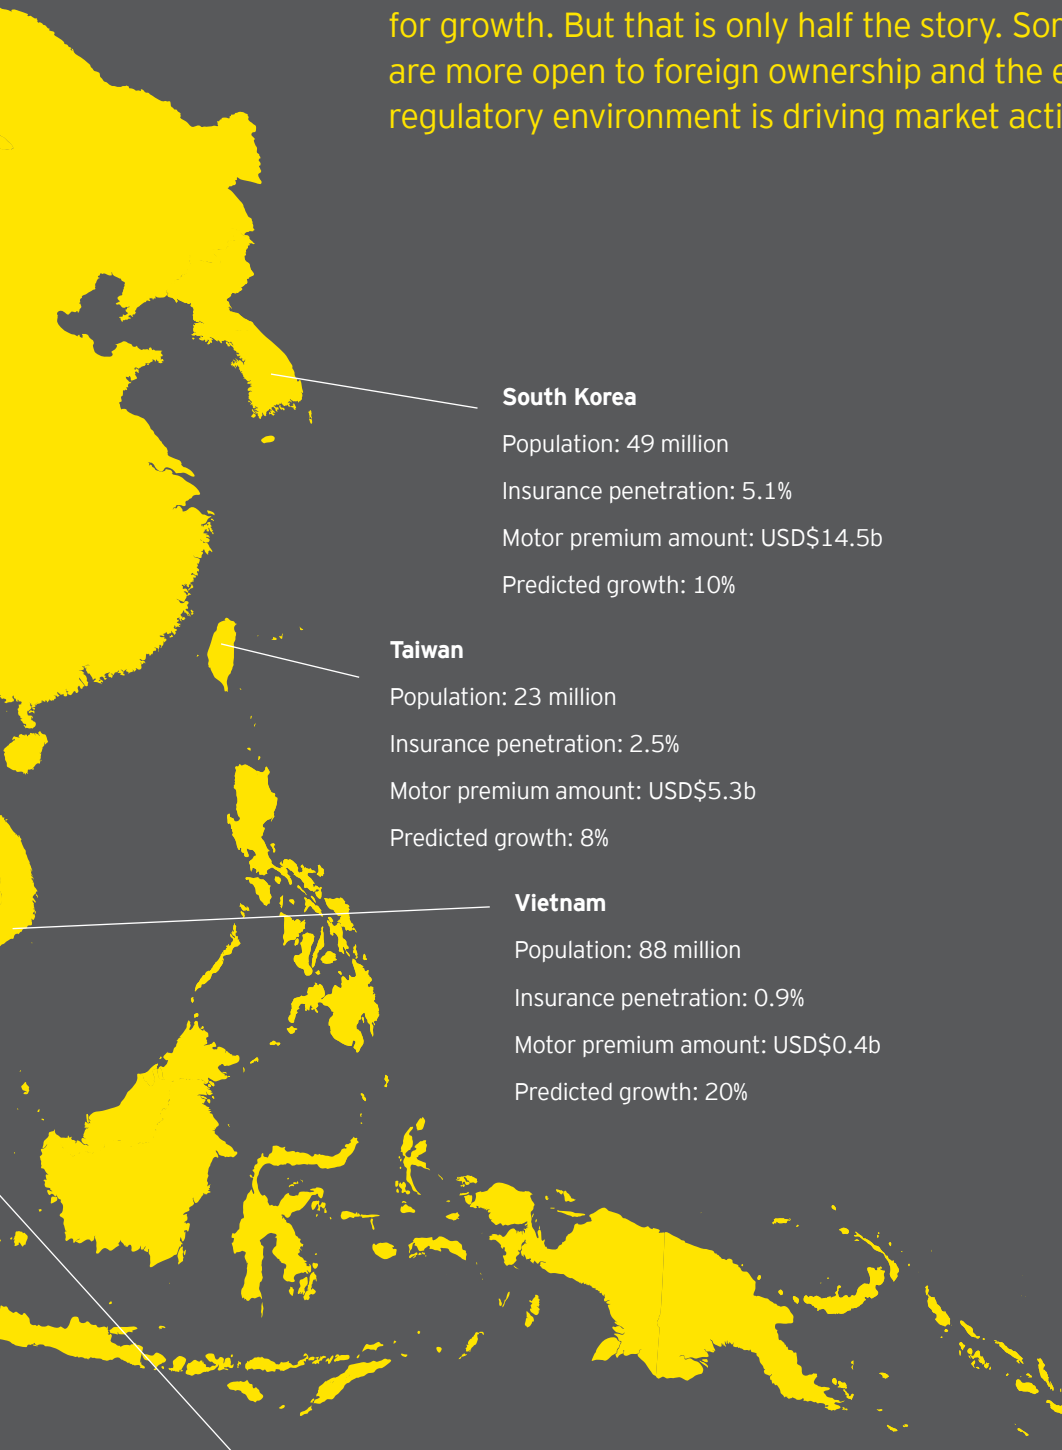 for growth. But that is only half the story.
are more open to foreign ownership and the
regulatory environment is driving market
South Korea
Population: 49 million
Insurance penetration: 5.1%
Motor premium amount: USD$14.5b
Predicted growth: 10%
Taiwan
Population: 23 million
Insurance penetration: 2.5%
Motor premium amount: USD$5.3b
Predicted growth: 8%
Vietnam
Population: 88 million
Insurance penetration: 0.9%
Motor premium amount: USD$0.4b
Predicted growth: 20%